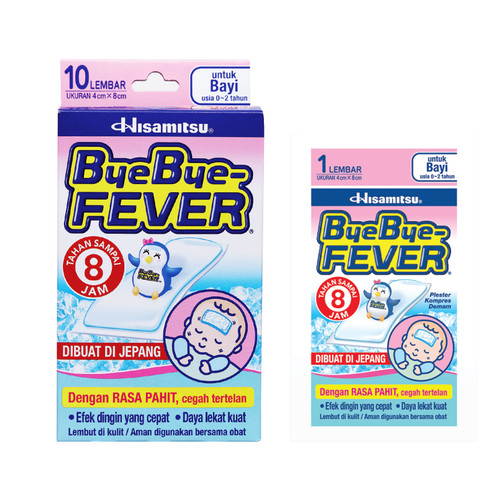 10 LEMBAR
UKURAN 4cm×8cm
untuk
Bayi
usia 0~2 tahun
Hisamitsu®
ByeBye-
FEVER®
TAHAN SAMPAI
8
JAM
DIBUAT DI JEPANG
Dengan RASA PAHIT, cegah tertelan
• Efek dingin yang cepat • Daya lekat kuat
Lembut di kulit / Aman digunakan bersama obat
1 LEMBAR
UKURAN 4cm×8cm
untuk
Bayi
usia 0~2 tahun
Hisamitsu®
ByeBye-
FEVER®
TAHAN SAMPAI
8
JAM
Plester
Kompres
Demam
DIBUAT DI JEPANG
Dengan RASA PAHIT, cegah tertelan
• Efek dingin yang cepat • Daya lekat kuat
Lembut di kulit / Aman digunakan bersama obat